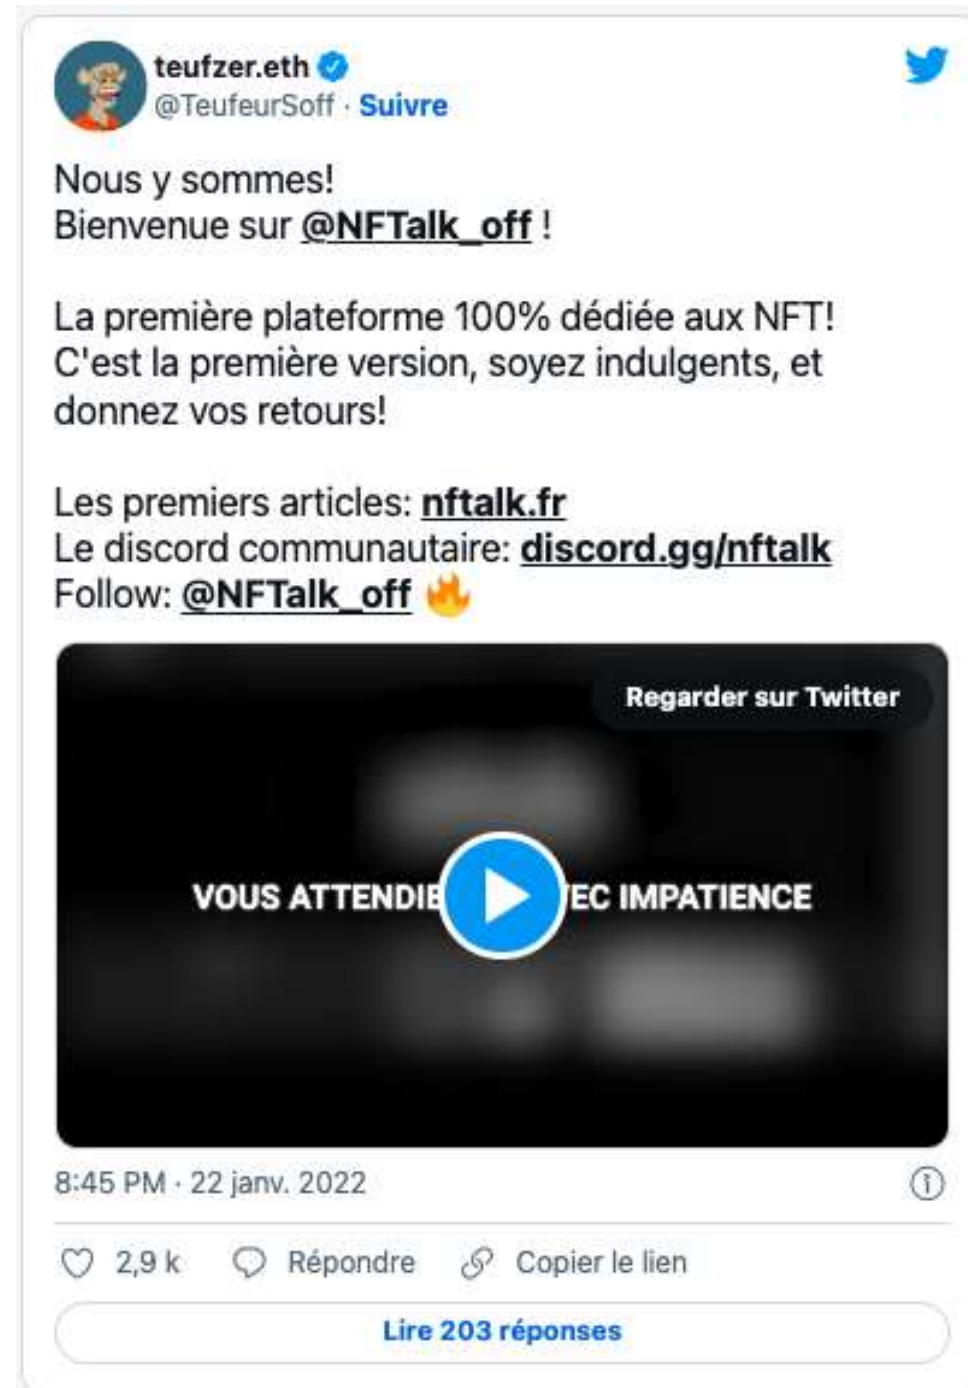 teufzer.eth
@TeufeurSoff · Suivre
Nous y sommes!
Bienvenue sur @NFTalk_off !
La première plateforme 100% dédiée aux NFT!
C'est la première version, soyez indulgents, et
donnez vos retours!
Les premiers articles: nftalk.fr
Le discord communautaire: discord.gg/nftalk
Follow: @NFTalk_off 🔥
Regarder sur Twitter
VOUS IMPATIENCE
8:45 PM · 22 janv. 2022
2,9 k Répondre Copier le lien
Lire 203 réponses